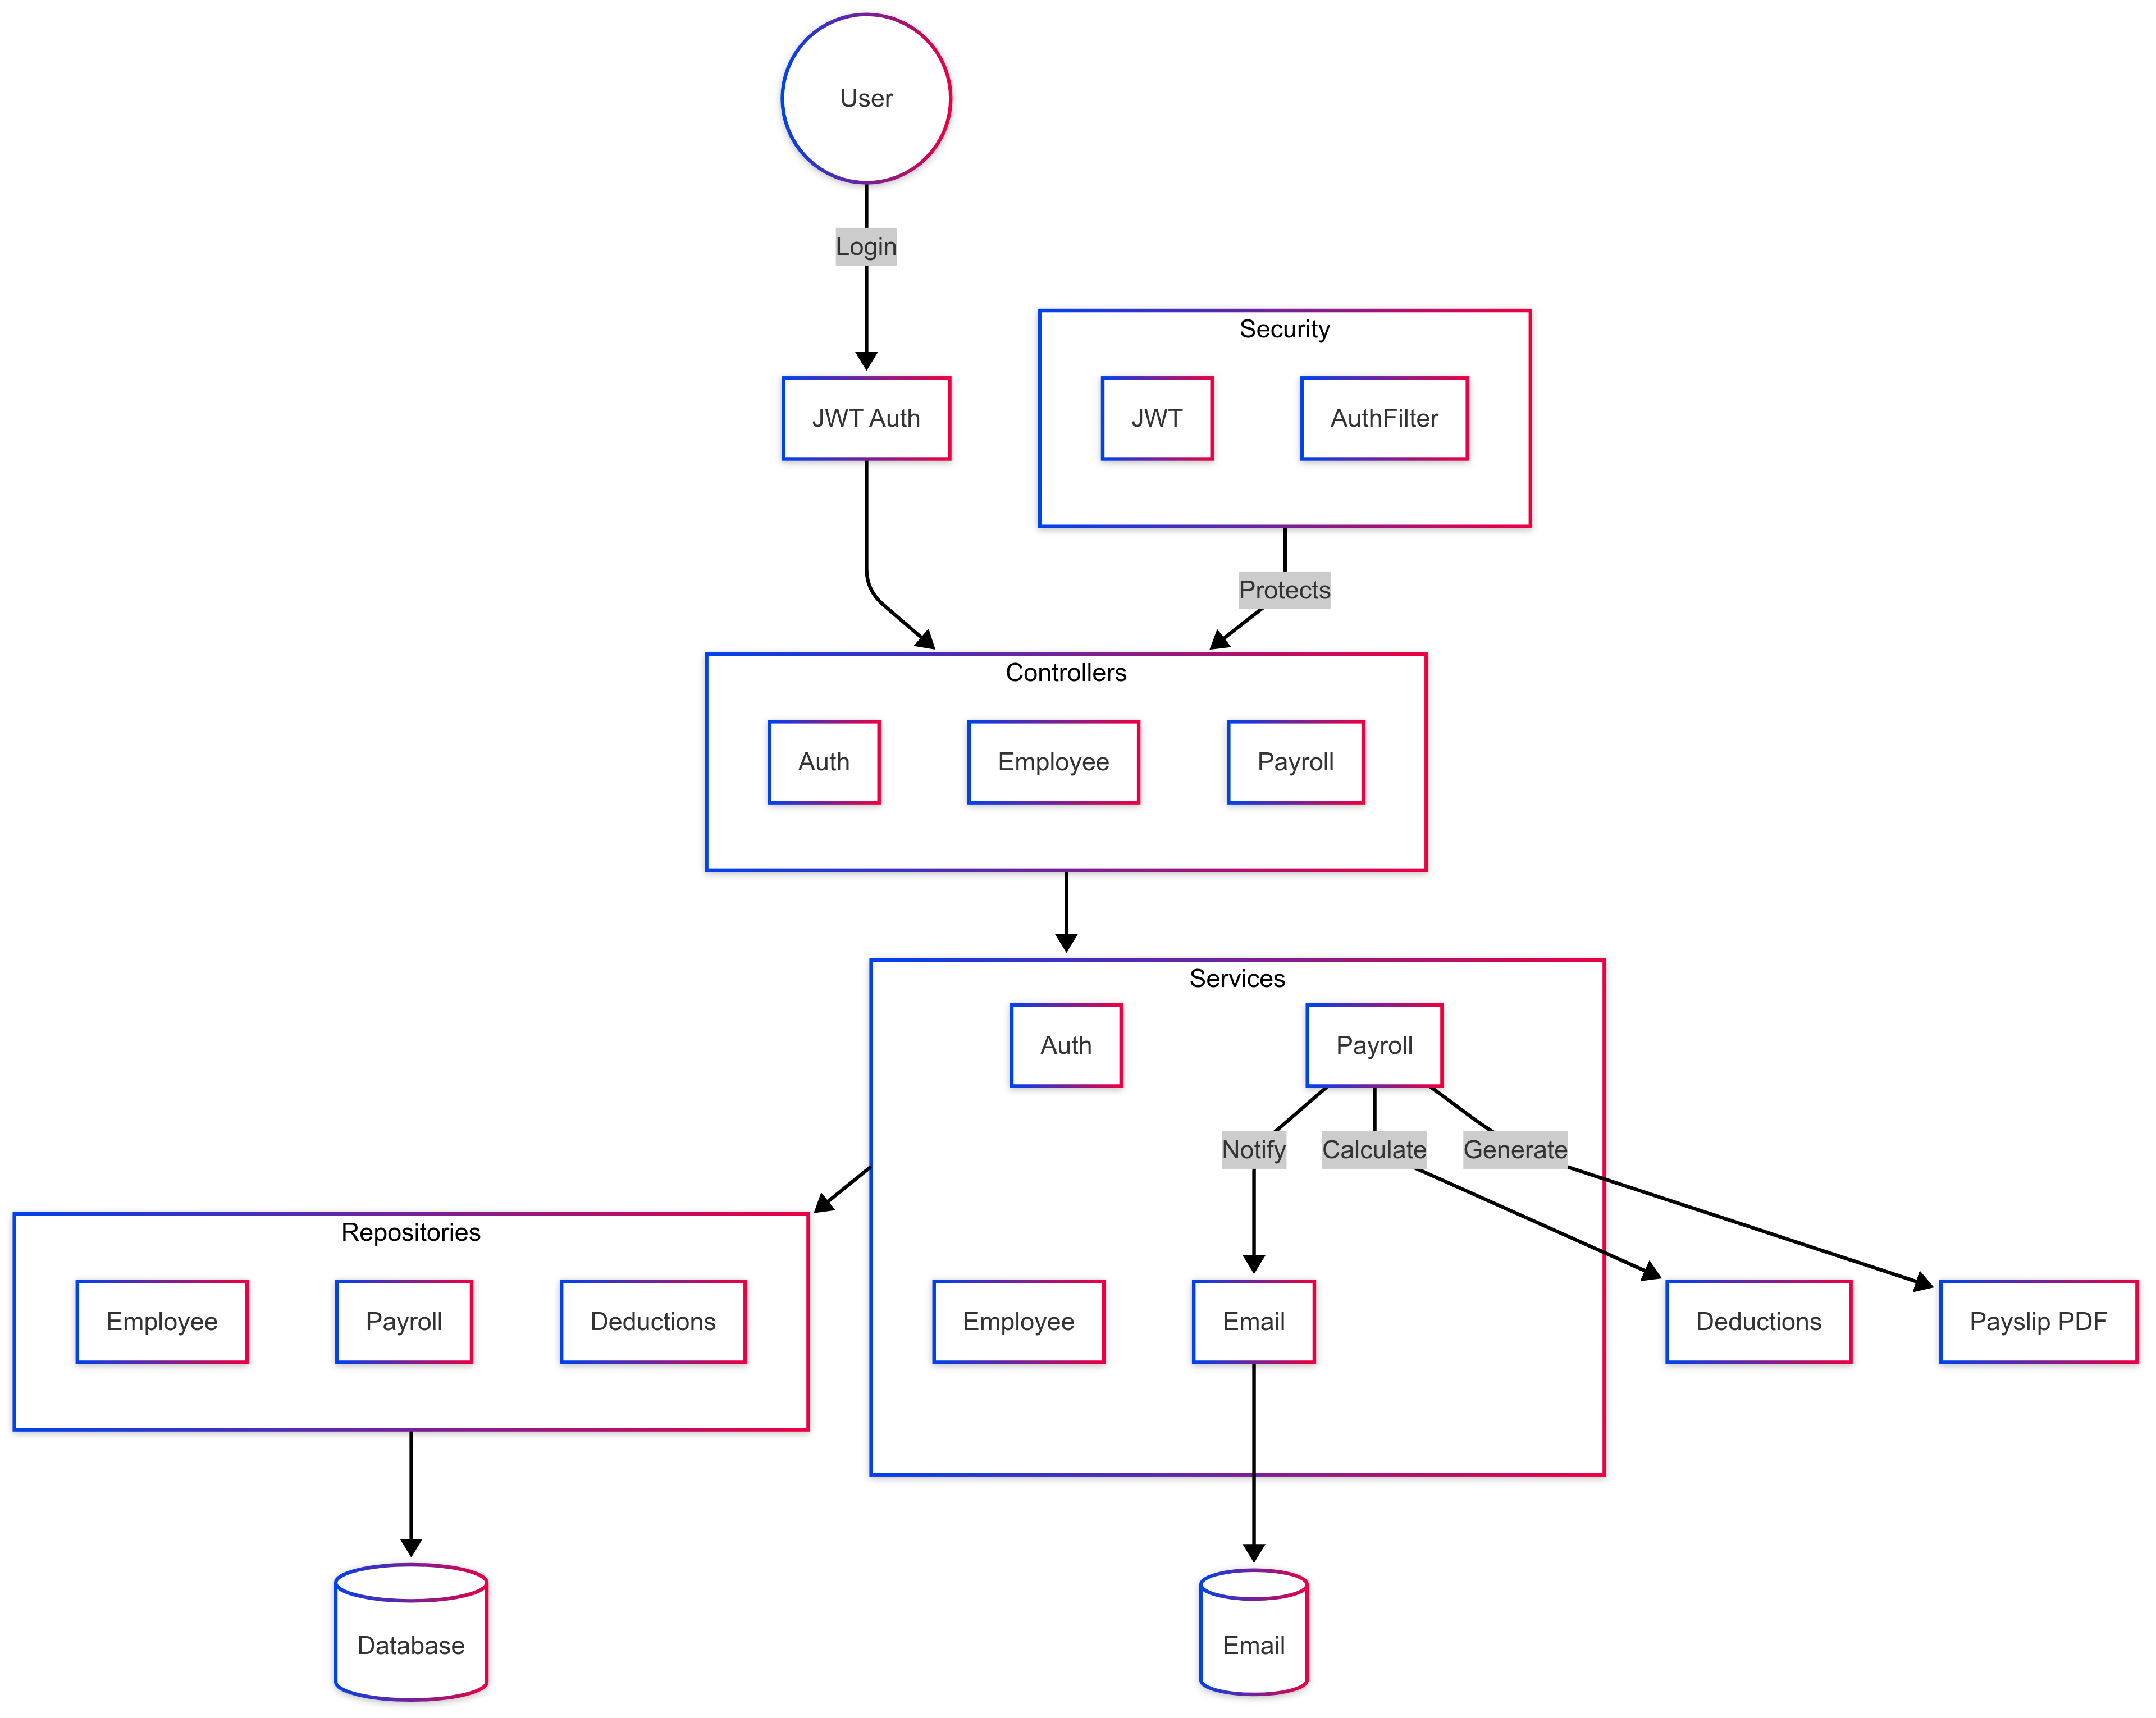 User
Login
Security
JWT Auth
JWT
AuthFilter
Protects
Controllers
Auth
Employee
Payroll
Services
Auth
Payroll
Notify
Calculate
Generate
Repositories
Employee
Payroll
Deductions
Employee
Email
Deductions
Payslip PDF
Database
Email